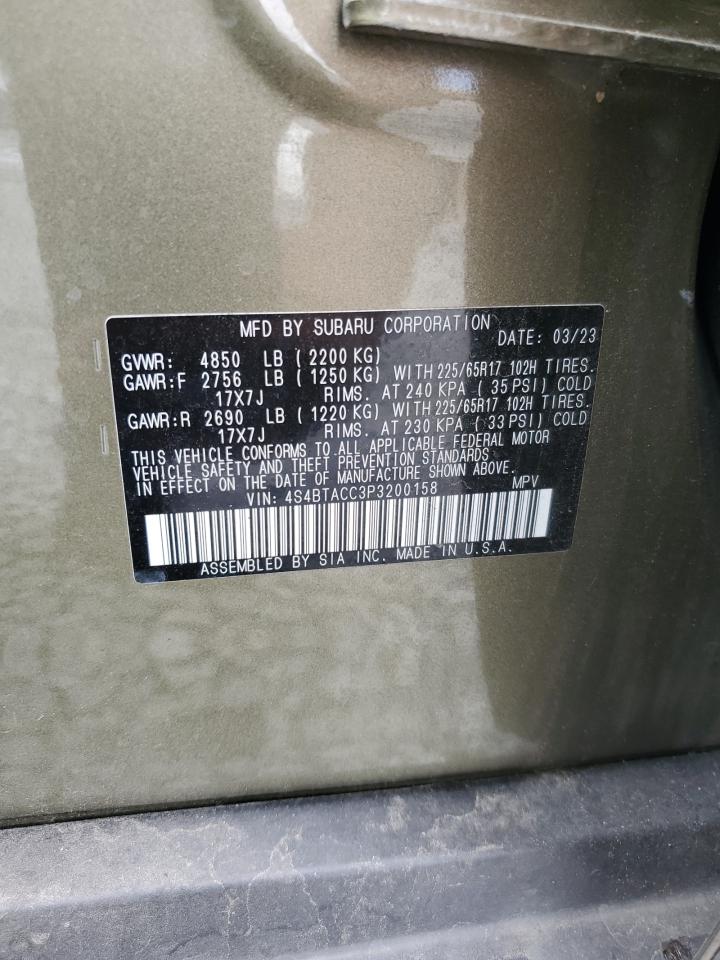 MFD BY SUBARU CORPORATION DATE: 03/23
GVWR: 4850 LB ( 2200 KG)
GAWR:F 2756 LB ( 1250 KG) WITH 225/65R17 102H TIRES.
17X7J RIMS. AT 240 KPA ( 35 PSI) COLD
GAWR:R 2690 LB ( 1220 KG) WITH 225/65R17 102H TIRES.
17X7J RIMS. AT 230 KPA ( 33 PSI) COLD
THIS VEHICLE CONFORMS TO ALL APPLICABLE FEDERAL MOTOR
VEHICLE SAFETY AND THEFT PREVENTION STANDARDS
IN EFFECT ON THE DATE OF MANUFACTURE SHOWN ABOVE.
VIN: 4S4BTACC3P3200158 MPV
ASSEMBLED BY SIA INC. MADE IN U.S.A.